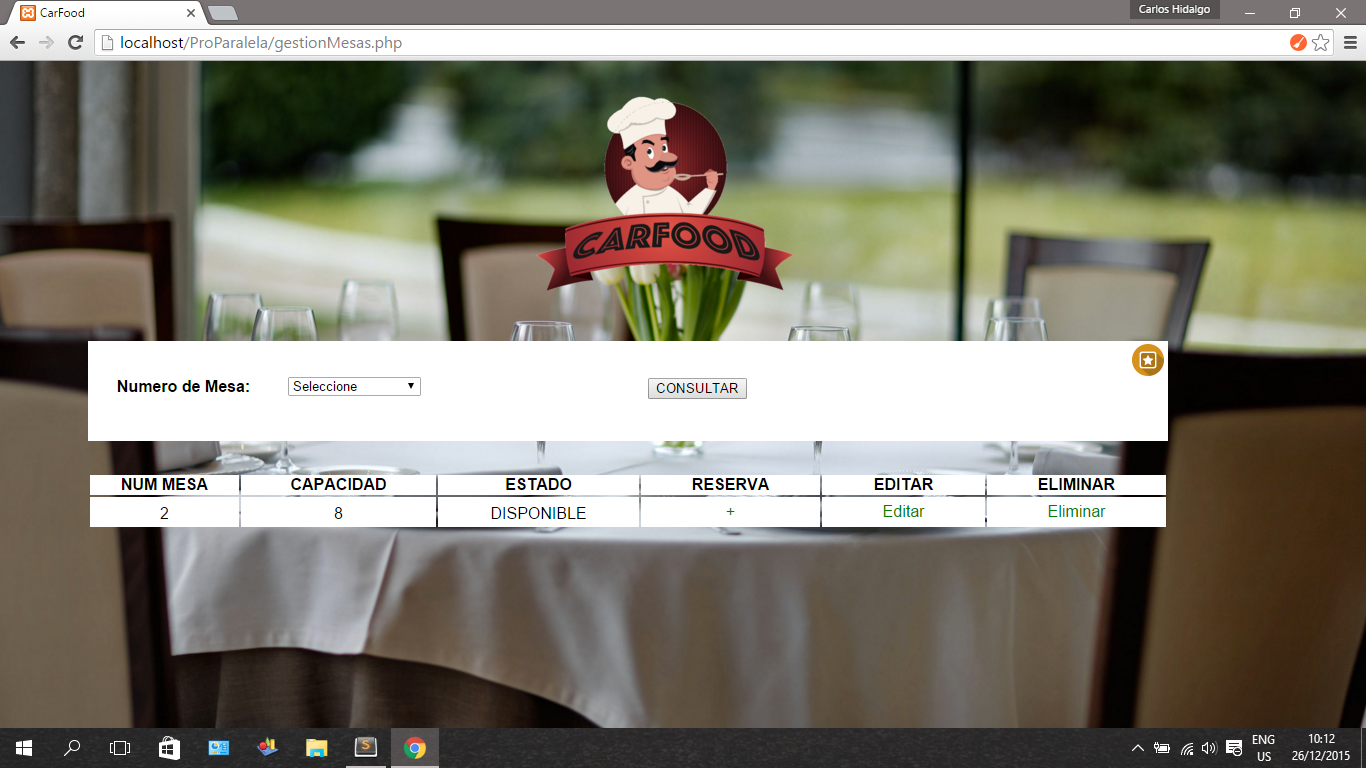 CarFood
Carlos Hidalgo
localhost/ProParalela/gestionMesas.php
CARFOOD
Numero de Mesa:
Seleccione
CONSULTAR
NUM MESA CAPACIDAD ESTADO RESERVA EDITAR ELIMINAR
2 8 DISPONIBLE + Editar Eliminar
ENG
US
10:12
26/12/2015